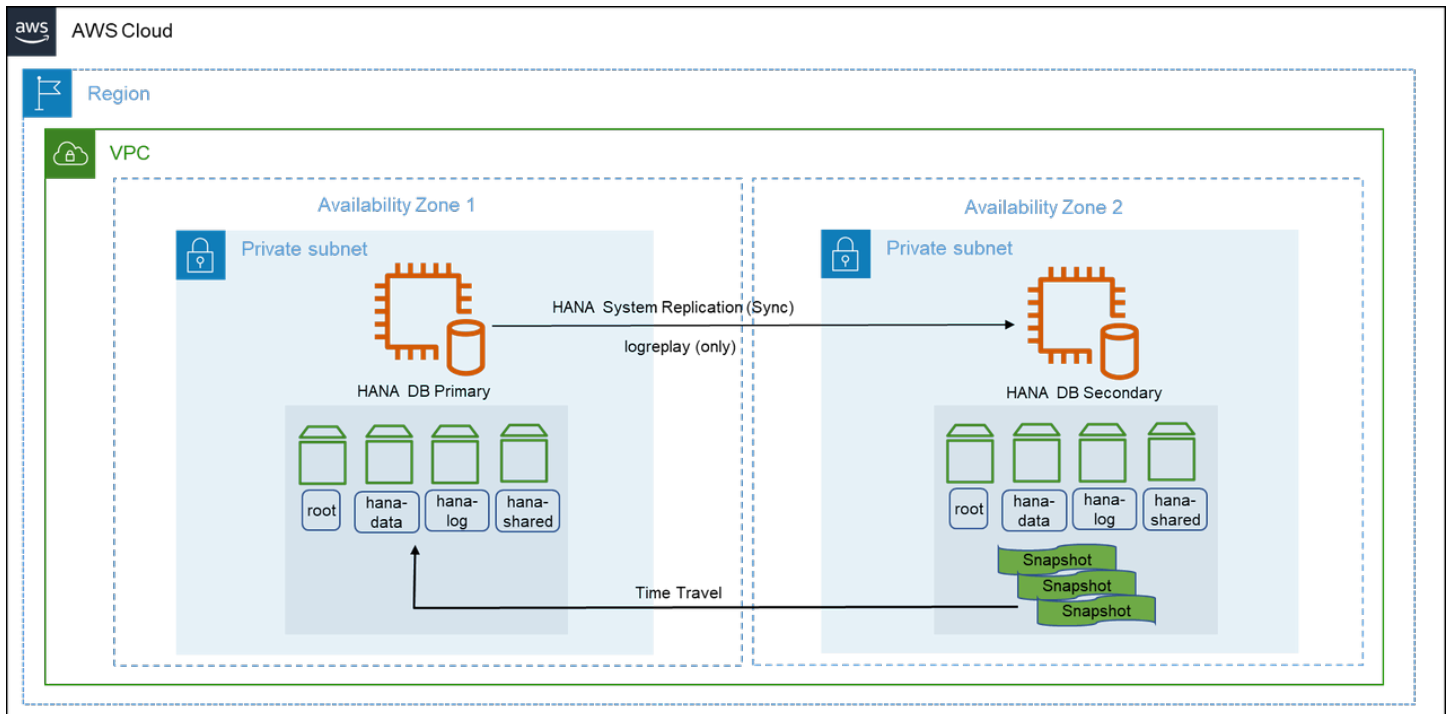 aws
AWS Cloud
Region
VPC
Availability Zone 1
Availability Zone 2
Private subnet
Private subnet
HANA System Replication (Sync)
logreplay (only)
HANA DB Primary
HANA DB Secondary
root
hana-
data
hana-
log
hana-
shared
root
hana-
data
hana-
log
hana-
shared
Snapshot
Snapshot
Snapshot
Time Travel